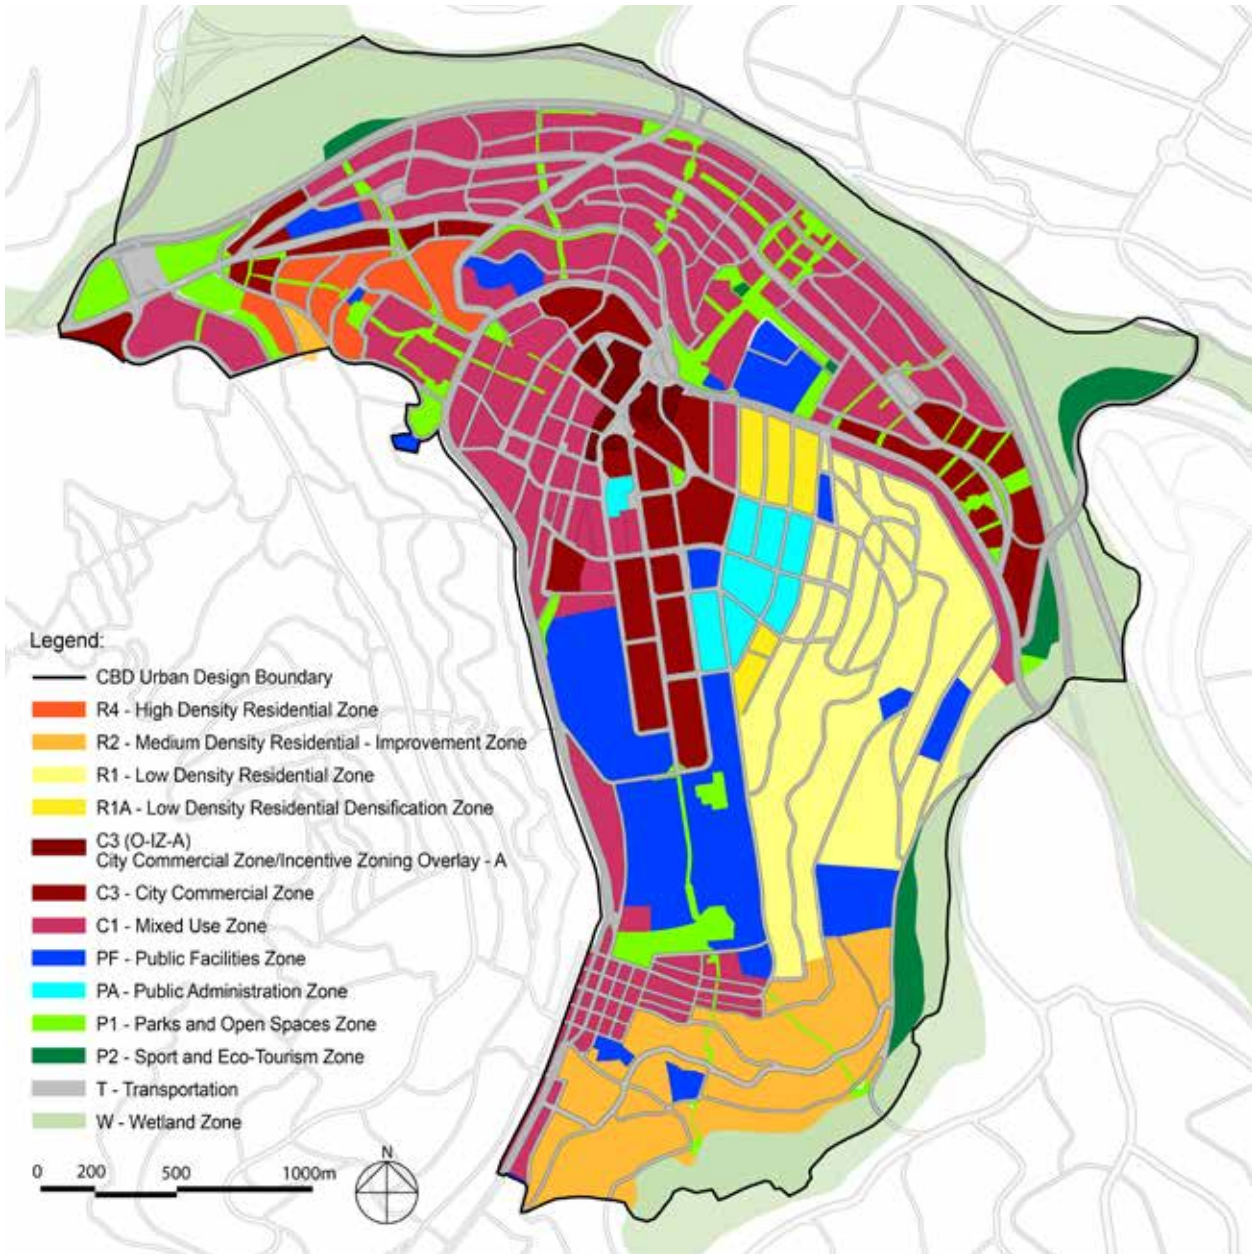 Legend:
CBD Urban Design Boundary
R4 - High Density Residential Zone
R2 - Medium Density Residential - Improvement Zone
R1 - Low Density Residential Zone
R1A - Low Density Residential Densification Zone
C3 (O-IZ-A)
City Commercial Zone/Incentive Zoning Overlay - A
C3 - City Commercial Zone
C1 - Mixed Use Zone
PF - Public Facilities Zone
PA - Public Administration Zone
P1 - Parks and Open Spaces Zone
P2 - Sport and Eco-Tourism Zone
T - Transportation
W - Wetland Zone
N
0 200 500 1000m